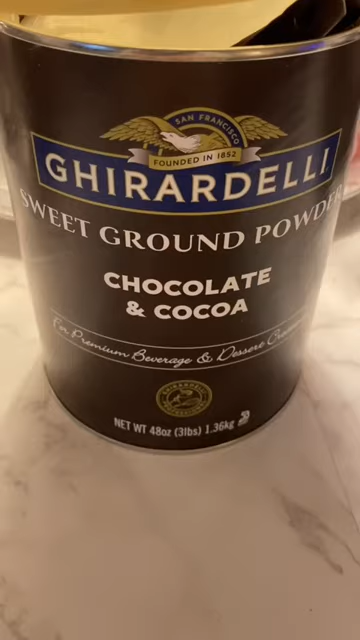 SAN FRANCISCO
FOUNDED IN 1852
GHIRARDELLI
SWEET GROUND POWDER
CHOCOLATE
& COCOA
For Premium Beverage & Dessert
NET WT 48oz (3lbs) 1.36kg